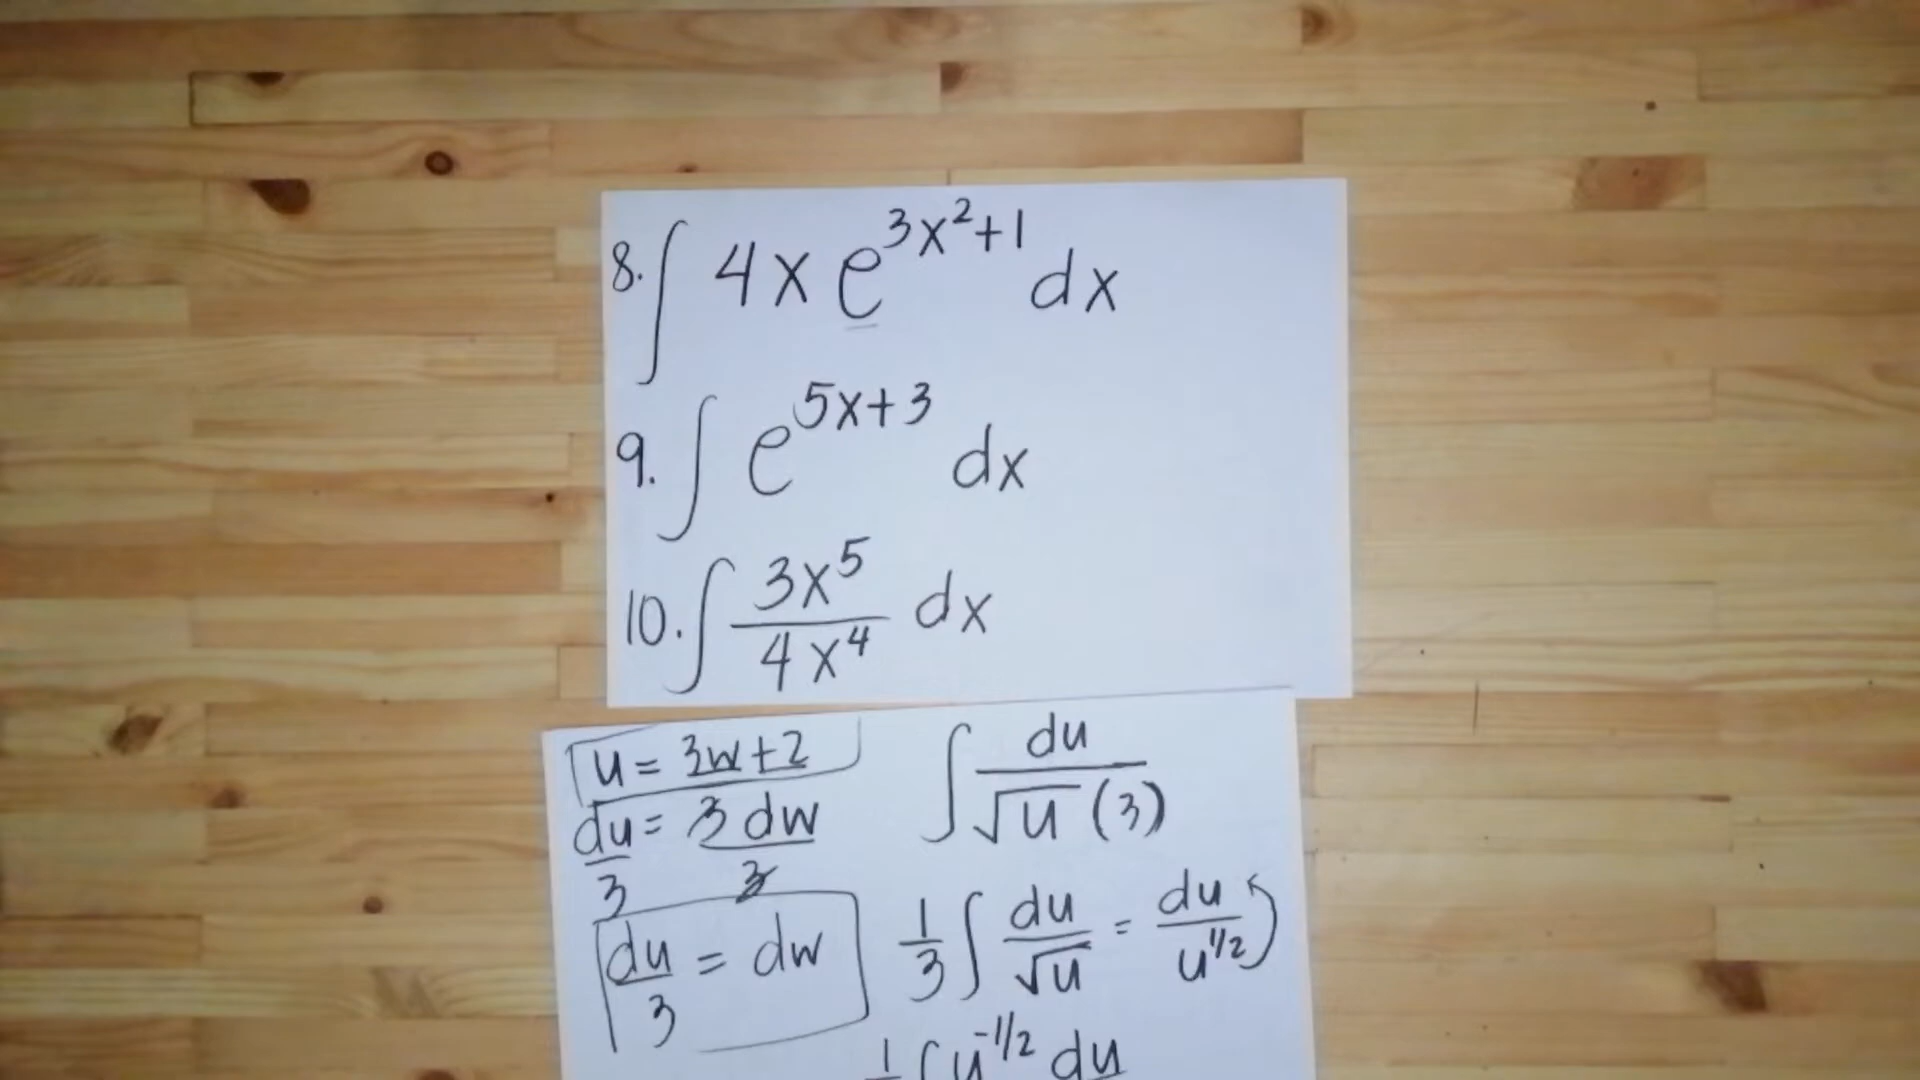 8. ∫ 4x e^{3x²+1} dx
9. ∫ e^{5x+3} dx
10. ∫ 3x⁵/4x⁴ dx
u = 3w+2
du/3 = 3dw/3
du/3 = dw
∫ du/√u (3)
1/3 ∫ du/√u = du/u^{1/2}
1 ∫ u^{-1/2} du